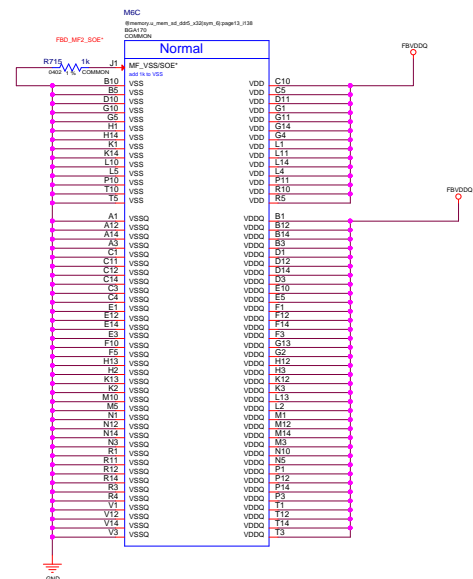 M6C
@memory.u_mem_sd_ddr5_x32(sym_6):page13_I138
BGA170
COMMON
FBD_MF2_SOE*
Normal
FBVDDQ
R715 1k J1 MF_VSS/SOE*
0402 1% COMMON add 1k to VSS
B10 VSS VDD C10
B5 VSS VDD C5
D10 VSS VDD D11
G10 VSS VDD G1
G5 VSS VDD G11
H1 VSS VDD G14
H14 VSS VDD G4
K1 VSS VDD L1
K14 VSS VDD L11
L10 VSS VDD L14
L5 VSS VDD L4
P10 VSS VDD P11
T10 VSS VDD R10
T5 VSS VDD R5
FBVDDQ
A1 VSSQ VDDQ B1
A12 VSSQ VDDQ B12
A14 VSSQ VDDQ B14
A3 VSSQ VDDQ B3
C1 VSSQ VDDQ D1
C11 VSSQ VDDQ D12
C12 VSSQ VDDQ D14
C14 VSSQ VDDQ D3
C3 VSSQ VDDQ E10
C4 VSSQ VDDQ E5
E1 VSSQ VDDQ F1
E12 VSSQ VDDQ F12
E14 VSSQ VDDQ F14
E3 VSSQ VDDQ F3
F10 VSSQ VDDQ G13
F5 VSSQ VDDQ G2
H13 VSSQ VDDQ H12
H2 VSSQ VDDQ H3
K13 VSSQ VDDQ K12
K2 VSSQ VDDQ K3
M10 VSSQ VDDQ L13
M5 VSSQ VDDQ L2
N1 VSSQ VDDQ M1
N12 VSSQ VDDQ M12
N14 VSSQ VDDQ M14
N3 VSSQ VDDQ M3
R1 VSSQ VDDQ N10
R11 VSSQ VDDQ N5
R12 VSSQ VDDQ P1
R14 VSSQ VDDQ P12
R3 VSSQ VDDQ P14
R4 VSSQ VDDQ P3
V1 VSSQ VDDQ T1
V12 VSSQ VDDQ T12
V14 VSSQ VDDQ T14
V3 VSSQ VDDQ T3
GND